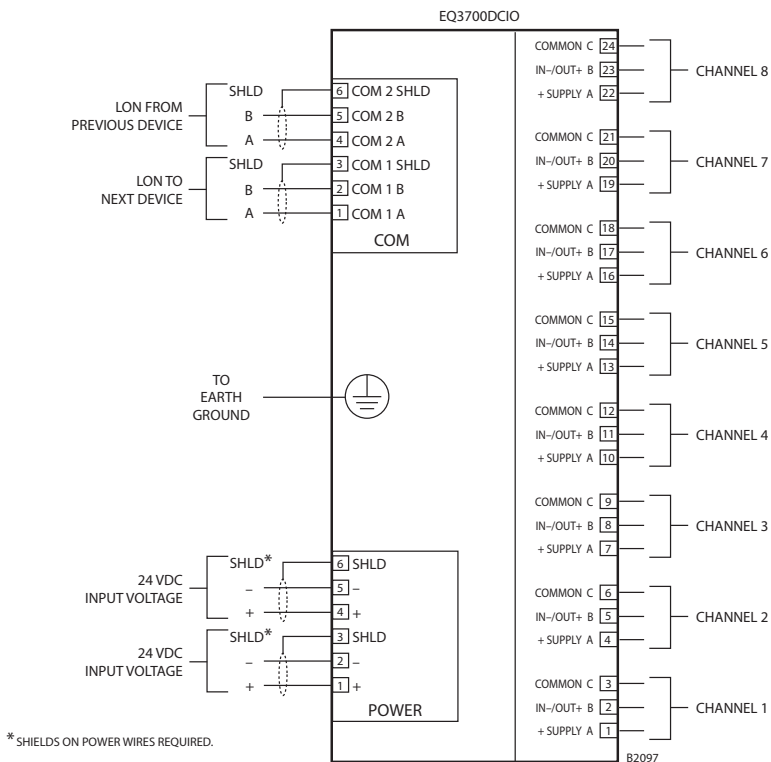 EQ3700DCIO
LON FROM
PREVIOUS DEVICE
SHLD
B
A
6 COM 2 SHLD
5 COM 2 B
4 COM 2 A
LON TO
NEXT DEVICE
SHLD
B
A
3 COM 1 SHLD
2 COM 1 B
1 COM 1 A
COM
TO
EARTH
GROUND
24 VDC
INPUT VOLTAGE
SHLD*
–
+
6 SHLD
5 –
4 +
24 VDC
INPUT VOLTAGE
SHLD*
–
+
3 SHLD
2 –
1 +
POWER
* SHIELDS ON POWER WIRES REQUIRED.
COMMON C 24
IN–/OUT+ B 23
+ SUPPLY A 22
CHANNEL 8
COMMON C 21
IN–/OUT+ B 20
+ SUPPLY A 19
CHANNEL 7
COMMON C 18
IN–/OUT+ B 17
+ SUPPLY A 16
CHANNEL 6
COMMON C 15
IN–/OUT+ B 14
+ SUPPLY A 13
CHANNEL 5
COMMON C 12
IN–/OUT+ B 11
+ SUPPLY A 10
CHANNEL 4
COMMON C 9
IN–/OUT+ B 8
+ SUPPLY A 7
CHANNEL 3
COMMON C 6
IN–/OUT+ B 5
+ SUPPLY A 4
CHANNEL 2
COMMON C 3
IN–/OUT+ B 2
+ SUPPLY A 1
CHANNEL 1
B2097